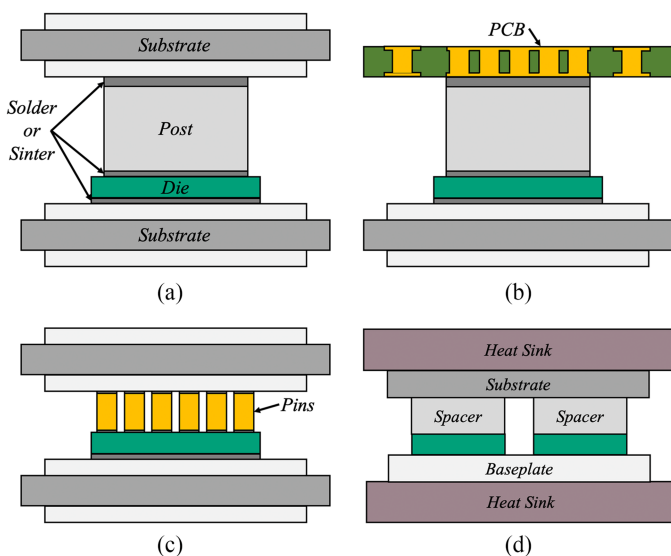 Substrate
Solder
or
Sinter
Post
Die
Substrate
(a)
PCB
(b)
Pins
(c)
Heat Sink
Substrate
Spacer Spacer
Baseplate
Heat Sink
(d)